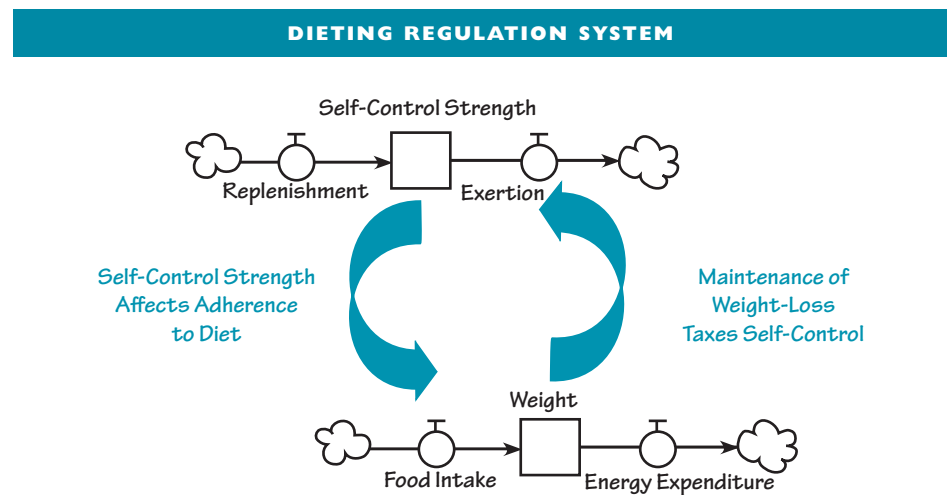 DIETING REGULATION SYSTEM
Self-Control Strength
Replenishment
Exertion
Self-Control Strength
Affects Adherence
to Diet
Maintenance of
Weight-Loss
Taxes Self-Control
Weight
Food Intake
Energy Expenditure